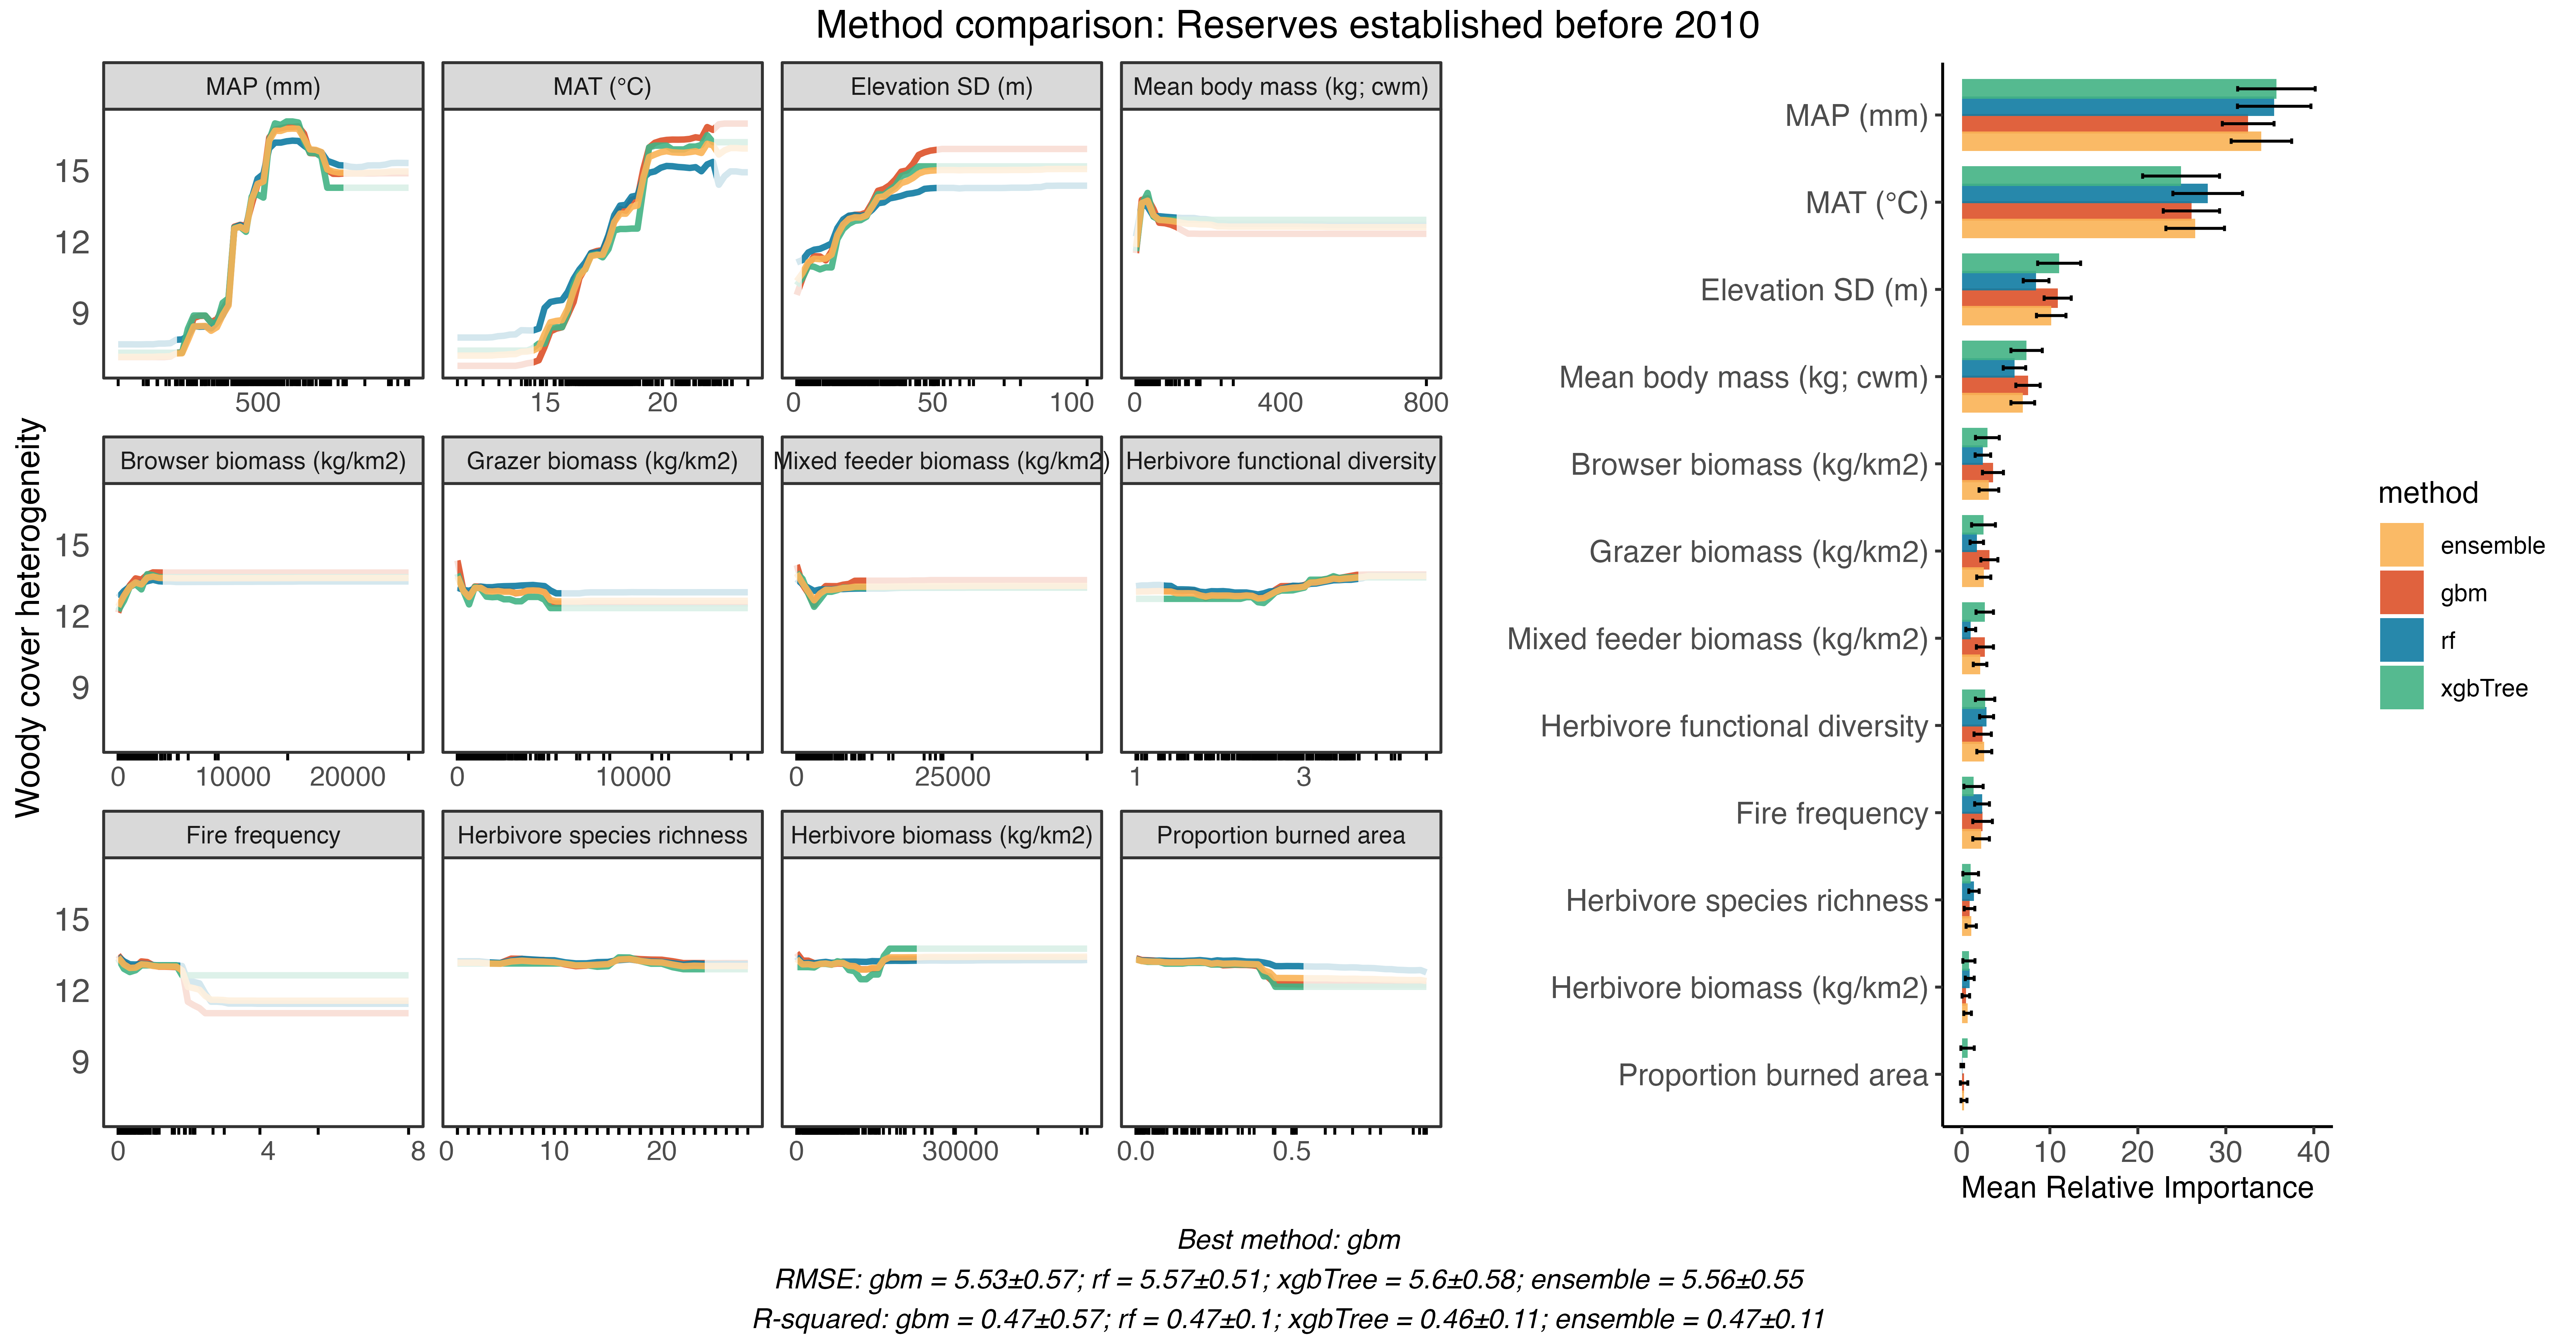 Method comparison: Reserves established before 2010
MAP (mm)
MAT (°C)
Elevation SD (m)
Mean body mass (kg; cwm)
15
12
9
500
15 20
0 50 100
0 400 800
Browser biomass (kg/km2)
Grazer biomass (kg/km2)
Mixed feeder biomass (kg/km2)
Herbivore functional diversity
15
12
9
0 10000 20000
0 10000
0 25000
1 3
Fire frequency
Herbivore species richness
Herbivore biomass (kg/km2)
Proportion burned area
15
12
9
0 4 8
0 10 20
0 30000
0.0 0.5
Woody cover heterogeneity
MAP (mm)
MAT (°C)
Elevation SD (m)
Mean body mass (kg; cwm)
Browser biomass (kg/km2)
Grazer biomass (kg/km2)
Mixed feeder biomass (kg/km2)
Herbivore functional diversity
Fire frequency
Herbivore species richness
Herbivore biomass (kg/km2)
Proportion burned area
0 10 20 30 40
Mean Relative Importance
method
ensemble
gbm
rf
xgbTree
Best method: gbm
RMSE: gbm = 5.53±0.57; rf = 5.57±0.51; xgbTree = 5.6±0.58; ensemble = 5.56±0.55
R-squared: gbm = 0.47±0.57; rf = 0.47±0.1; xgbTree = 0.46±0.11; ensemble = 0.47±0.11